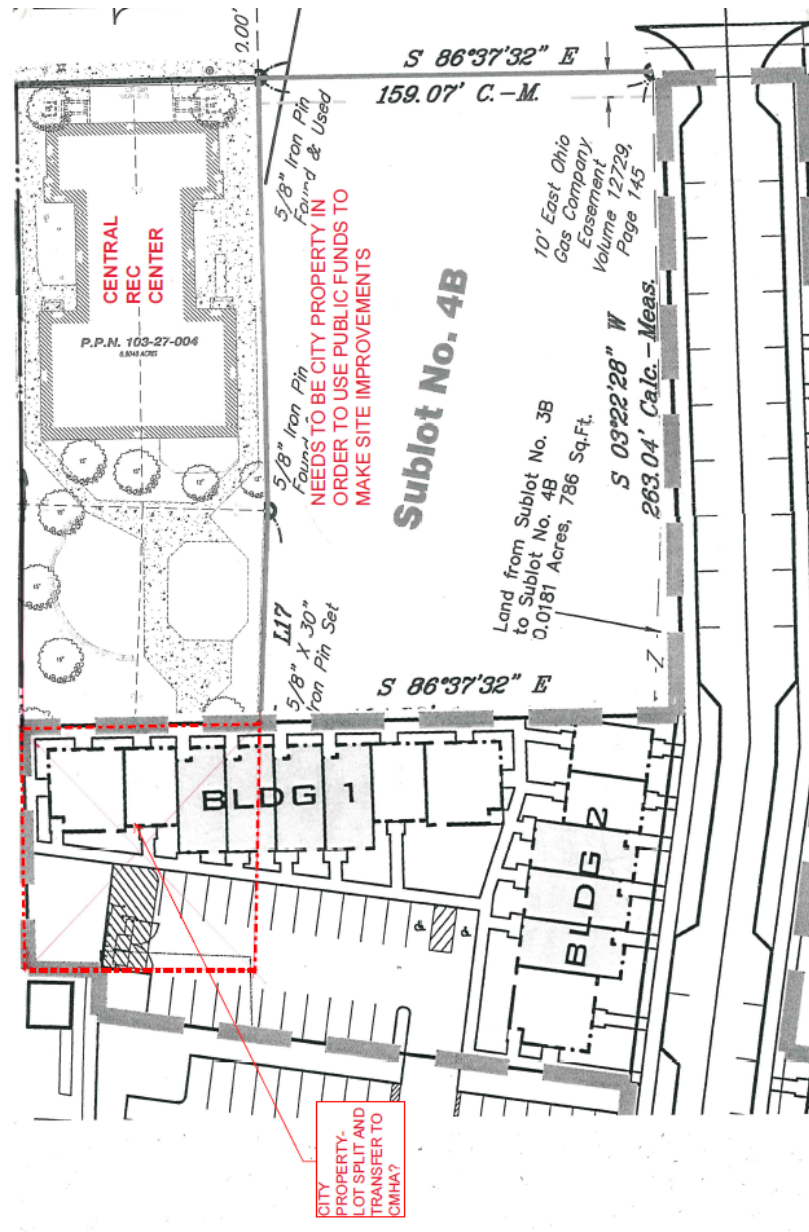 0.00'
S 86°37'32" E
159.07' C.-M.
5/8" Iron Pin
Found & Used
10' East Ohio
Gas Company
Easement
Volume 12729,
Page 145
CENTRAL
REC
CENTER
P.P.N. 103-27-004
NEEDS TO BE CITY PROPERTY IN
ORDER TO USE PUBLIC FUNDS TO
MAKE SITE IMPROVEMENTS
5/8" Iron Pin
Sublot No. 4B
S 03°22'28" W
263.04' Calc.-Meas.
Land from Sublot No. 3B
to Sublot No. 4B
0.0181 Acres, 786 Sq.Ft.
L17
5/8" X 30"
Iron Pin Set
S 86°37'32" E
BLDG 1
BLDG 2
CITY
PROPERTY-
LOT SPLIT AND
TRANSFER TO
CMHA?